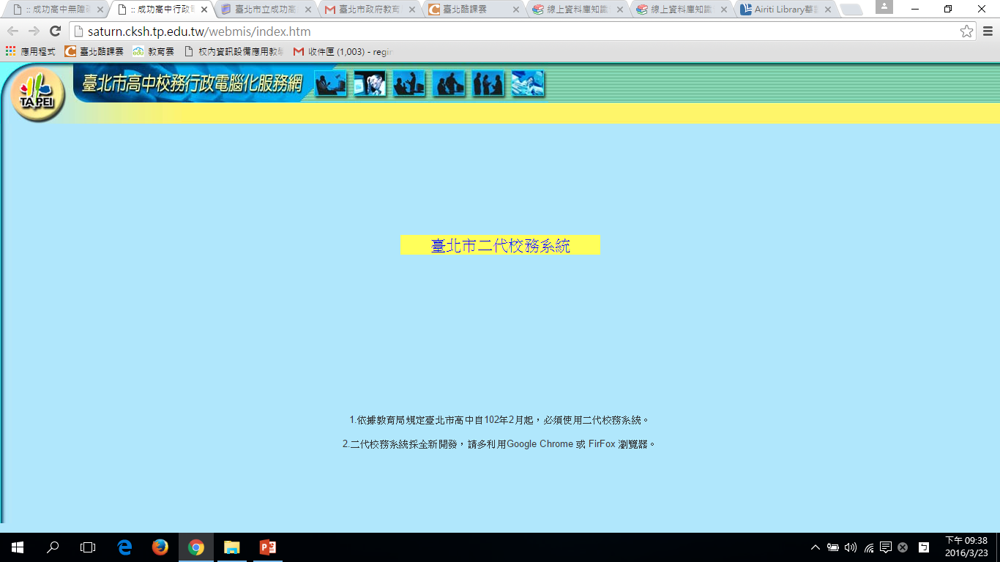 :: 成功高中無障
:: 成功高中行政
臺北市立成功高
臺北市政府教育
臺北酷課雲
線上資料庫知識
線上資料庫知識
Airiti Library華
saturn.cksh.tp.edu.tw/webmis/index.htm
應用程式
臺北酷課雲
教育雲
校內資訊設備應用教學
收件匣 (1,003) - regin
TAIPEI
臺北市高中校務行政電腦化服務網
臺北市二代校務系統
1.依據教育局規定臺北市高中自102年2月起，必須使用二代校務系統。
2.二代校務系統採全新開發，請多利用Google Chrome 或 FirFox 瀏覽器。
下午 09:38
2016/3/23